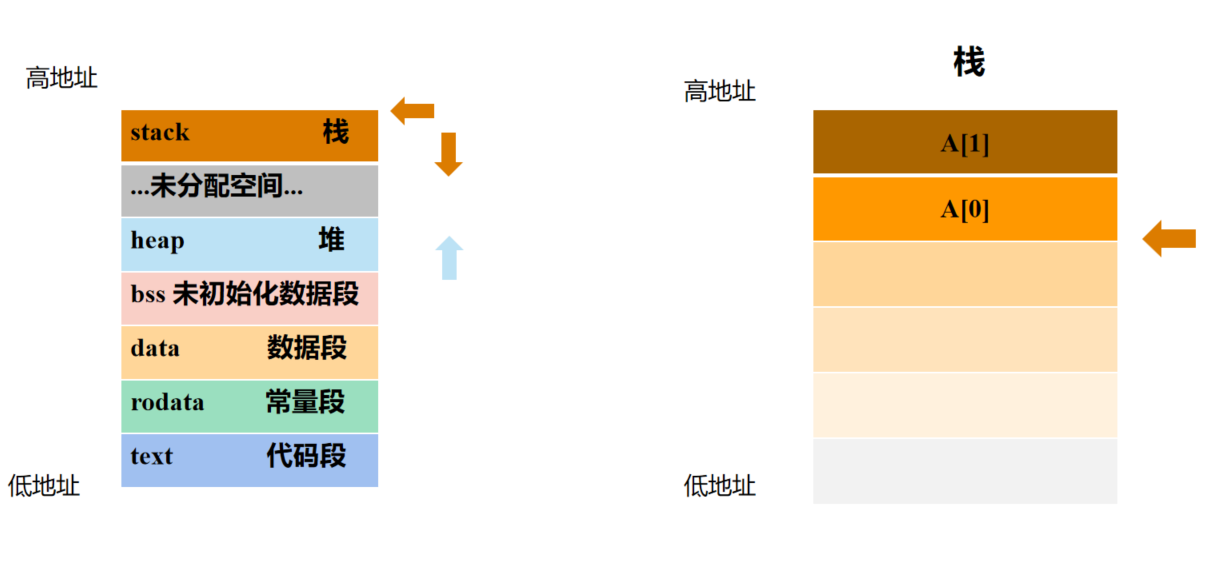 高地址
stack 栈
...未分配空间...
heap 堆
bss 未初始化数据段
data 数据段
rodata 常量段
text 代码段
低地址
栈
高地址
A[1]
A[0]
低地址